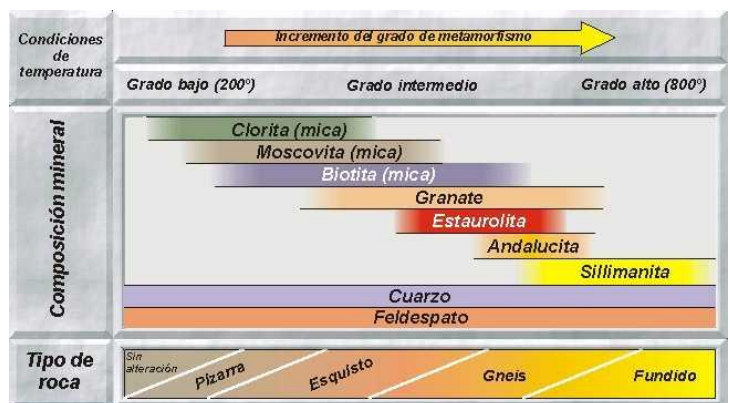 Condiciones
de
temperatura
Incremento del grado de metamorfismo
Grado bajo (200º)
Grado intermedio
Grado alto (800º)
Composición mineral
Clorita (mica)
Moscovita (mica)
Biotita (mica)
Granate
Estaurolita
Andalucita
Sillimanita
Cuarzo
Feldespato
Tipo de
roca
Sin
alteración
Pizarra
Esquisto
Gneis
Fundido